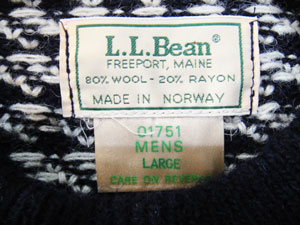 L.L.Bean®
FREEPORT, MAINE
80% WOOL - 20% RAYON
MADE IN NORWAY
01751
MENS
LARGE
CARE ON REVERSE